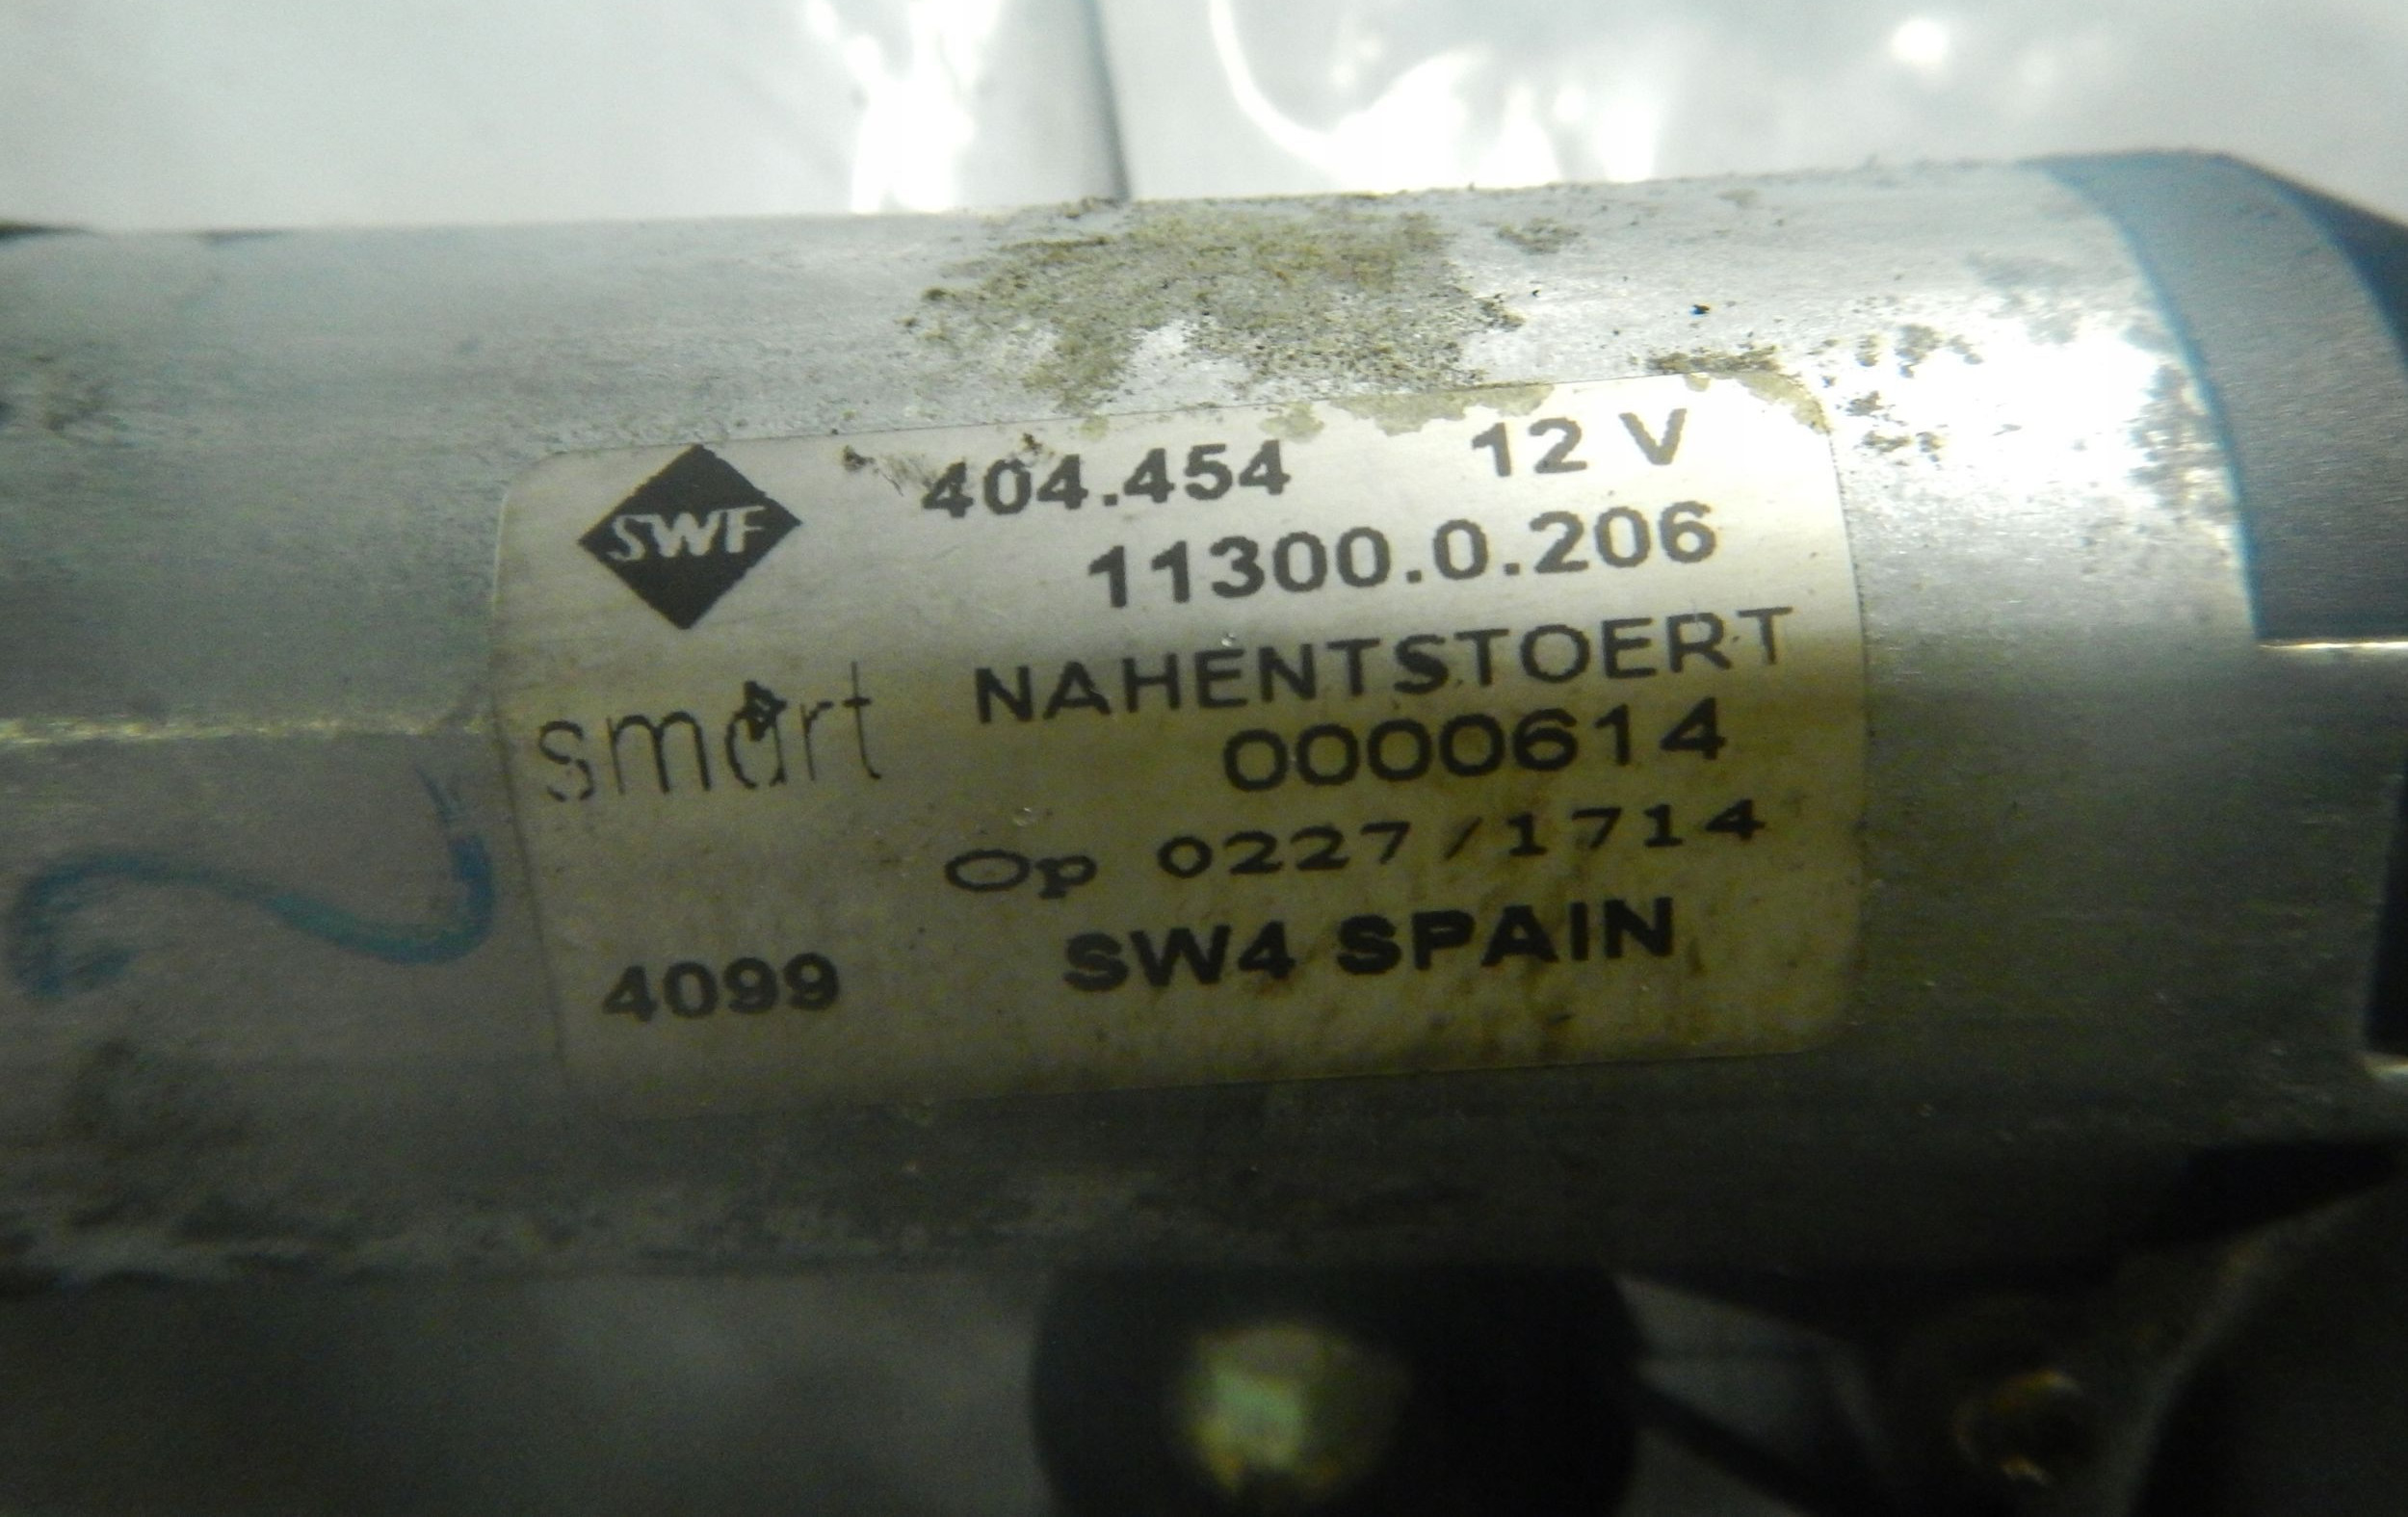 SWF 404.454 12 V
11300.0.206
smart NAHENTSTOERT
0000614
Op 0227/1714
4099 SW4 SPAIN